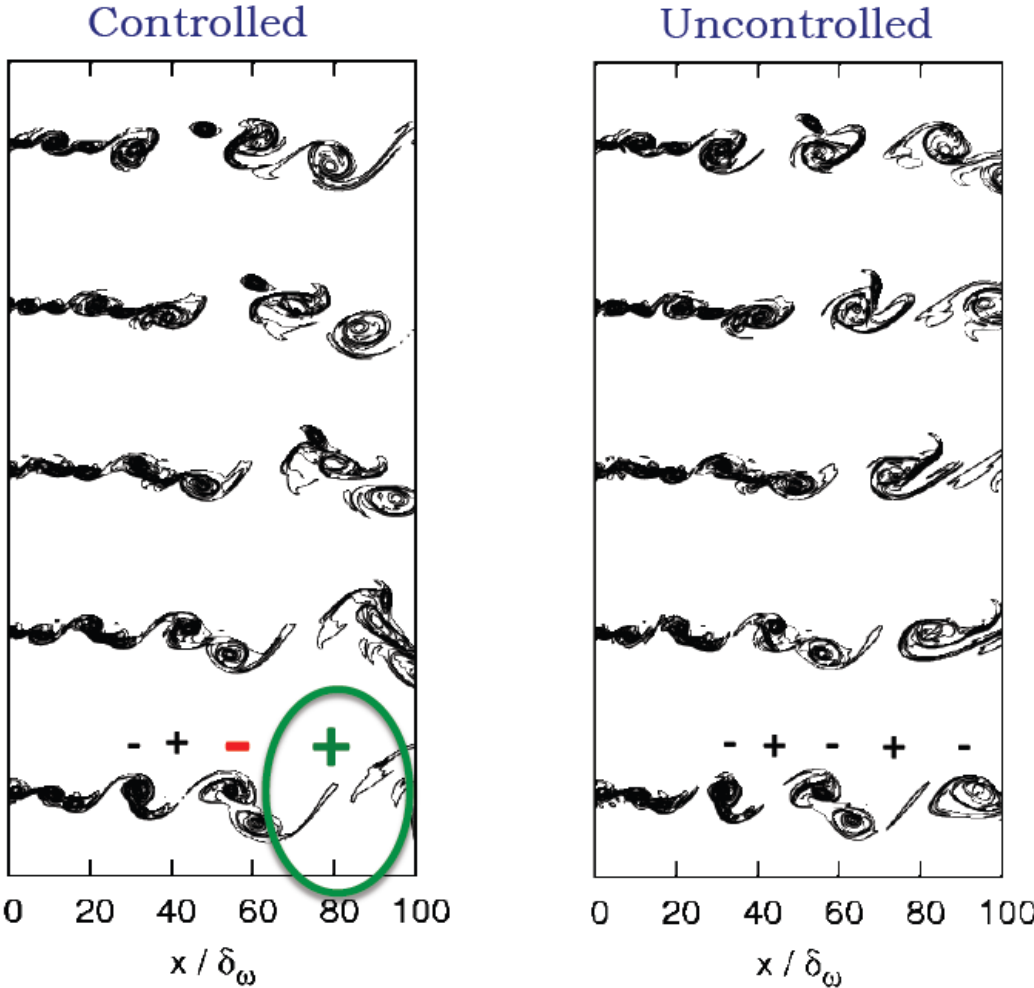 Controlled
Uncontrolled
- + - +
- + - + -
0 20 40 60 80 100
0 20 40 60 80 100
x / δω
x / δω